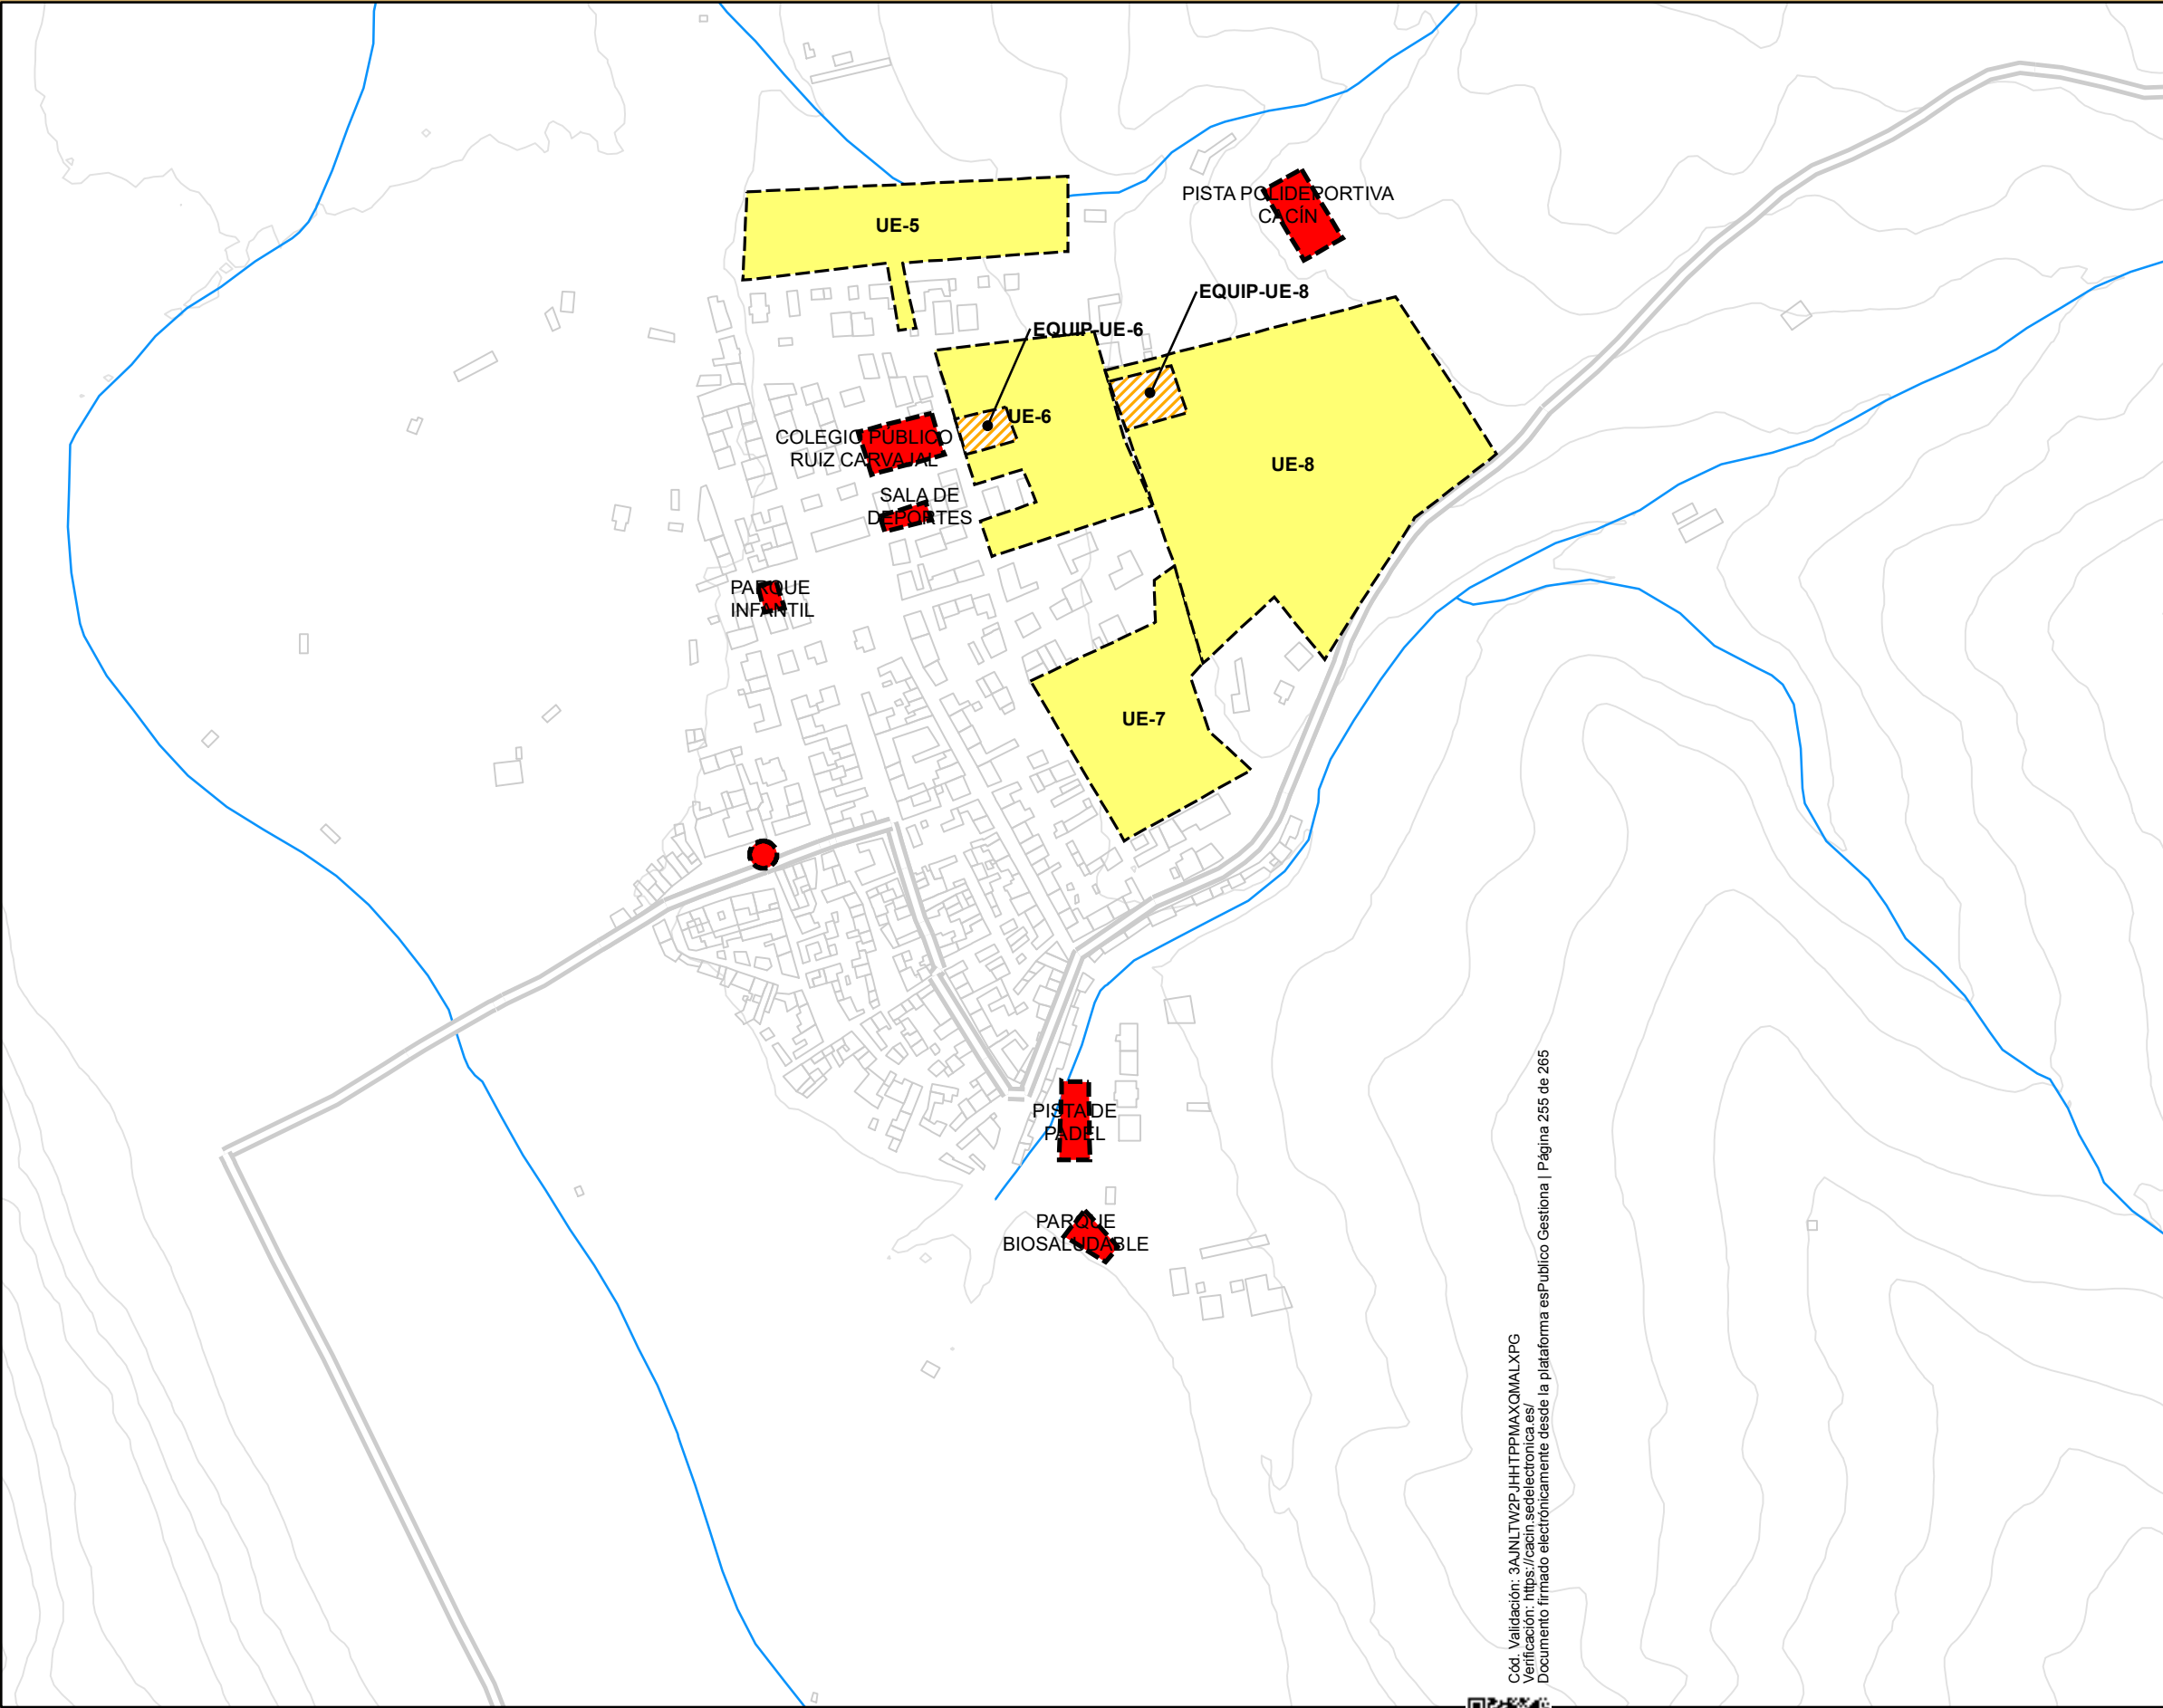 UE-5
PISTA POLIDEPORTIVA
CACÍN
EQUIP-UE-8
EQUIP-UE-6
UE-6
COLEGIO PUBLICO
RUIZ CARVAJAL
UE-8
SALA DE
DEPORTES
PARQUE
INFANTIL
UE-7
PISTA DE
PADEL
PARQUE
BIOSALUDABLE
Cód. Validación: 3AJNLTW2PJHHTPPMAXQMALXPG
Verificación: https://cacin.sedelectronica.es/
Documento firmado electrónicamente desde la plataforma esPublico Gestiona | Página 255 de 265